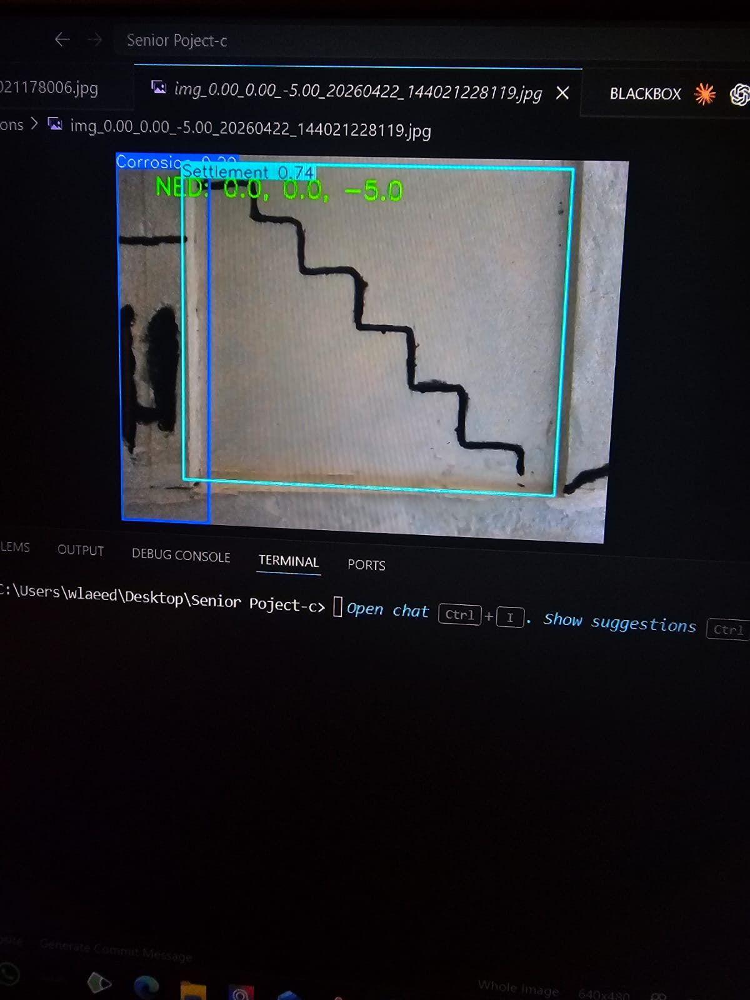 Senior Poject-c
021178006.jpg
img_0.00_0.00_-5.00_20260422_144021228119.jpg
BLACKBOX
ons > img_0.00_0.00_-5.00_20260422_144021228119.jpg
Settlement 0.74
NED: 0.0, 0.0, -5.0
LEMS OUTPUT DEBUG CONSOLE TERMINAL PORTS
C:\Users\wlaeed\Desktop\Senior Poject-c> Open chat Ctrl + I . Show suggestions Ctrl
Generate Commit Message
Whole Image 640x480